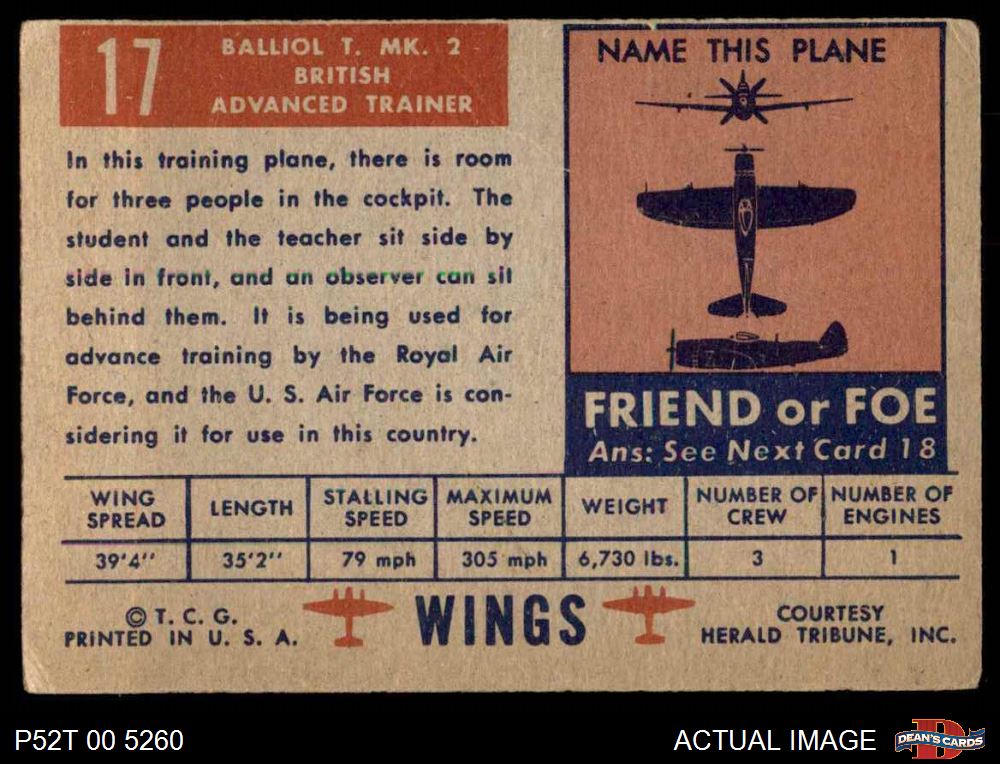 17
BALLIOL T. MK. 2
BRITISH
ADVANCED TRAINER
In this training plane, there is room
for three people in the cockpit. The
student and the teacher sit side by
side in front, and an observer can sit
behind them. It is being used for
advance training by the Royal Air
Force, and the U. S. Air Force is con-
sidering it for use in this country.
NAME THIS PLANE
FRIEND or FOE
Ans: See Next Card 18
WING SPREAD LENGTH STALLING SPEED MAXIMUM SPEED WEIGHT NUMBER OF CREW NUMBER OF ENGINES
39'4" 35'2" 79 mph 305 mph 6,730 lbs. 3 1
© T. C. G.
PRINTED IN U. S. A.
WINGS
COURTESY
HERALD TRIBUNE, INC.
P52T 00 5260
ACTUAL IMAGE
DEAN'S CARDS